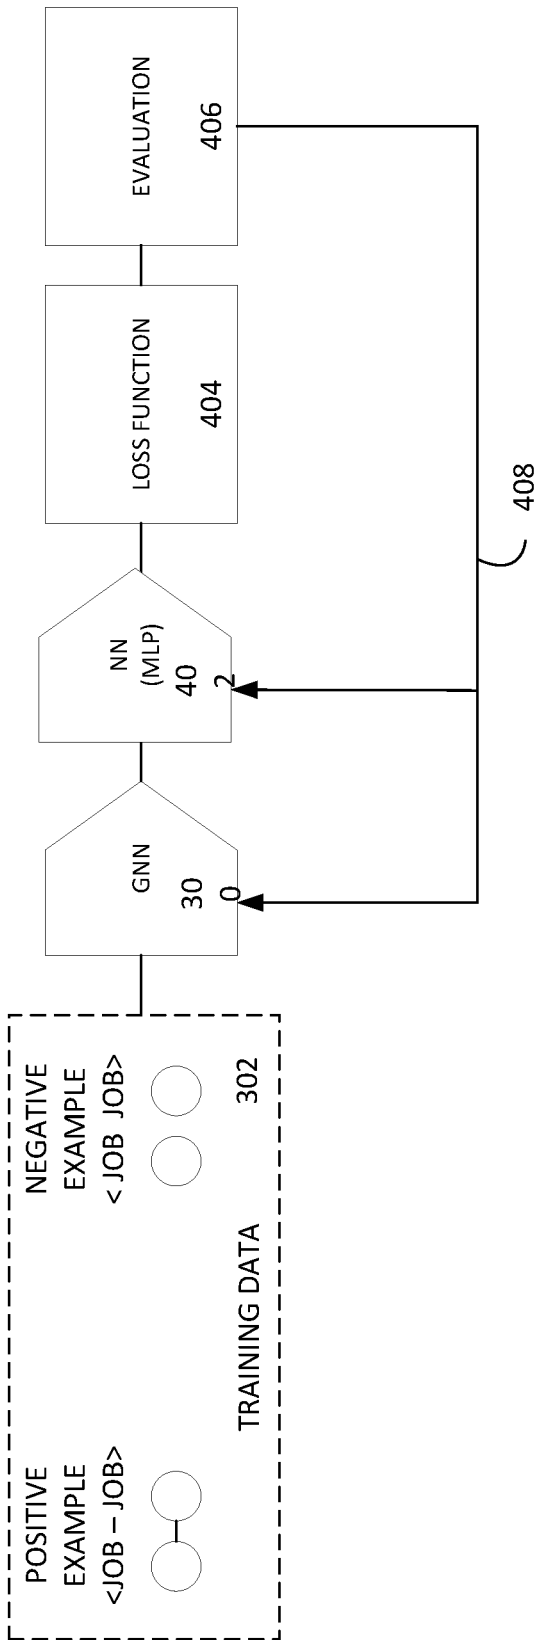 POSITIVE
EXAMPLE
<JOB – JOB>
NEGATIVE
EXAMPLE
< JOB  JOB>
TRAINING DATA
302
GNN
30
0
NN
(MLP)
40
2
LOSS FUNCTION
404
EVALUATION
406
408